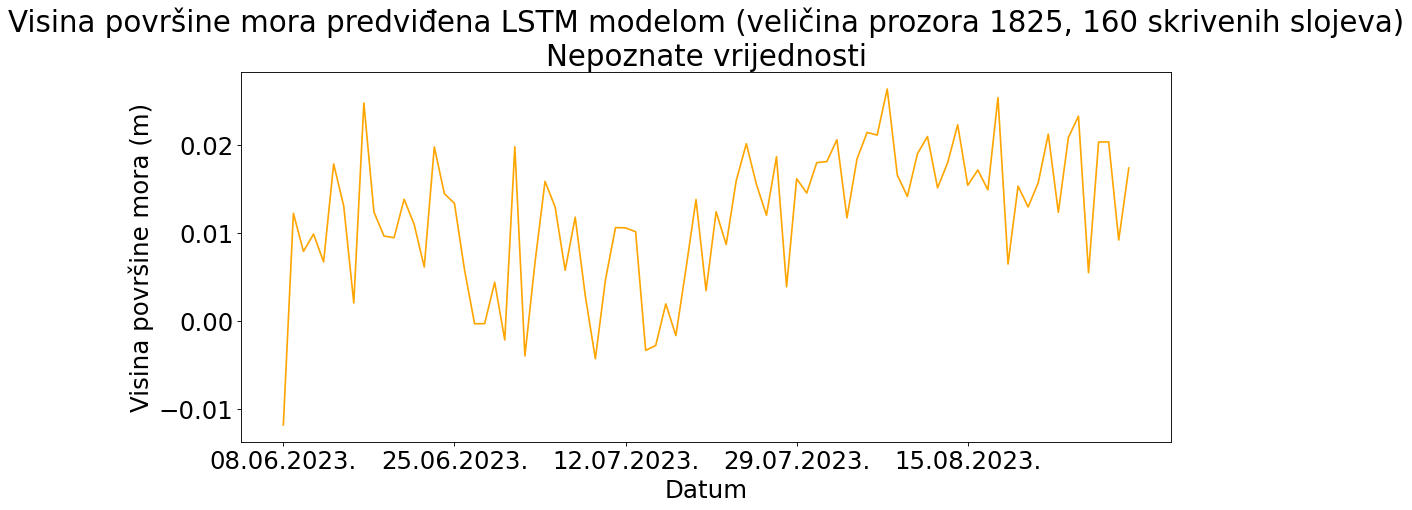 Visina površine mora predviđena LSTM modelom (veličina prozora 1825, 160 skrivenih slojeva)
Nepoznate vrijednosti
Visina površine mora (m)
0.02
0.01
0.00
−0.01
08.06.2023. 25.06.2023. 12.07.2023. 29.07.2023. 15.08.2023.
Datum